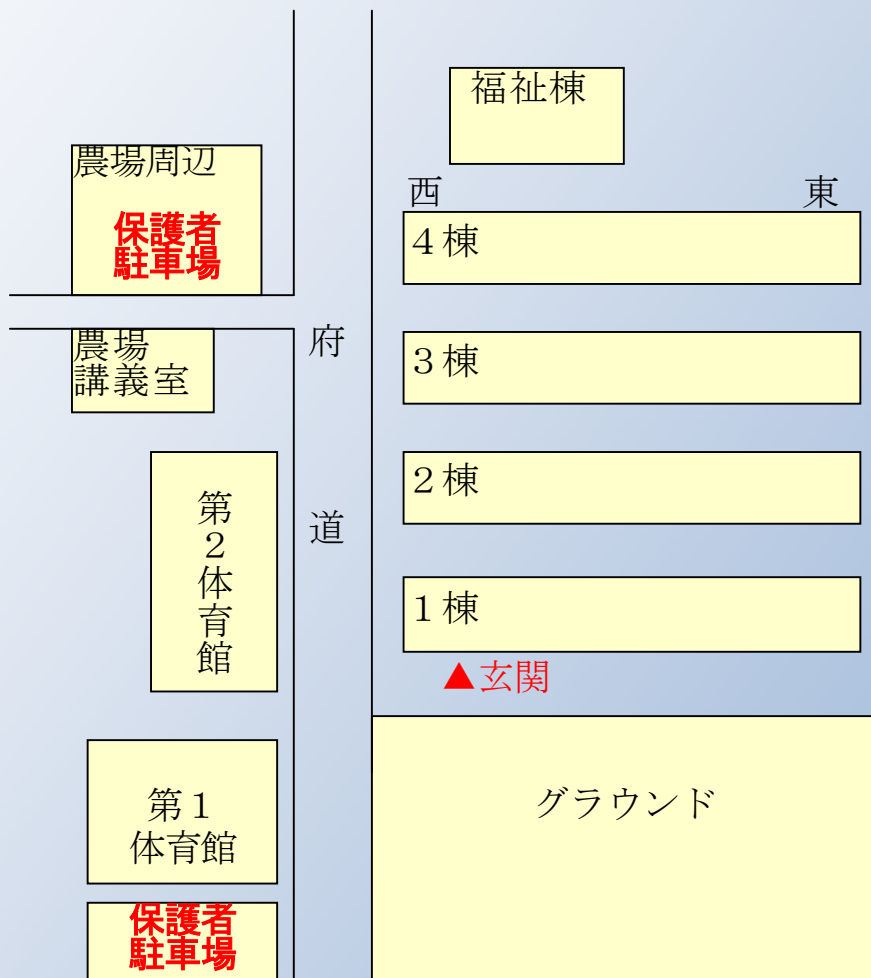 福祉棟
農場周辺
保護者
駐車場
西
東
４棟
府道
農場
講義室
３棟
２棟
第２体育館
１棟
▲玄関
第１
体育館
グラウンド
保護者
駐車場